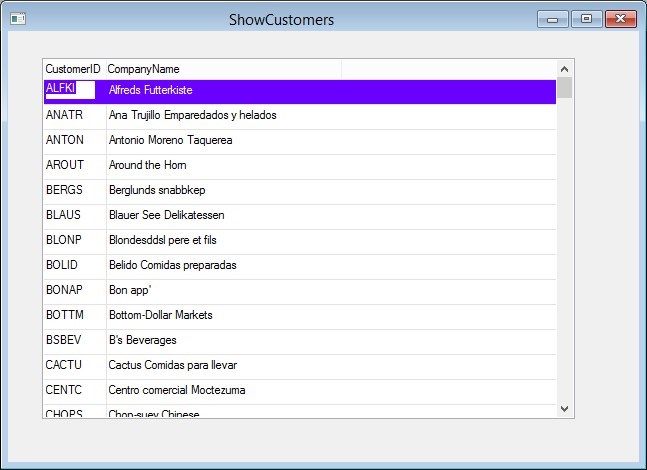 ShowCustomers
CustomerID CompanyName
ALFKI Alfreds Futterkiste
ANATR Ana Trujillo Emparedados y helados
ANTON Antonio Moreno Taquerea
AROUT Around the Horn
BERGS Berglunds snabbkep
BLAUS Blauer See Delikatessen
BLONP Blondesddsl pere et fils
BOLID Belido Comidas preparadas
BONAP Bon app'
BOTTM Bottom-Dollar Markets
BSBEV B's Beverages
CACTU Cactus Comidas para llevar
CENTC Centro comercial Moctezuma
CHOPS Chop-suey Chinese